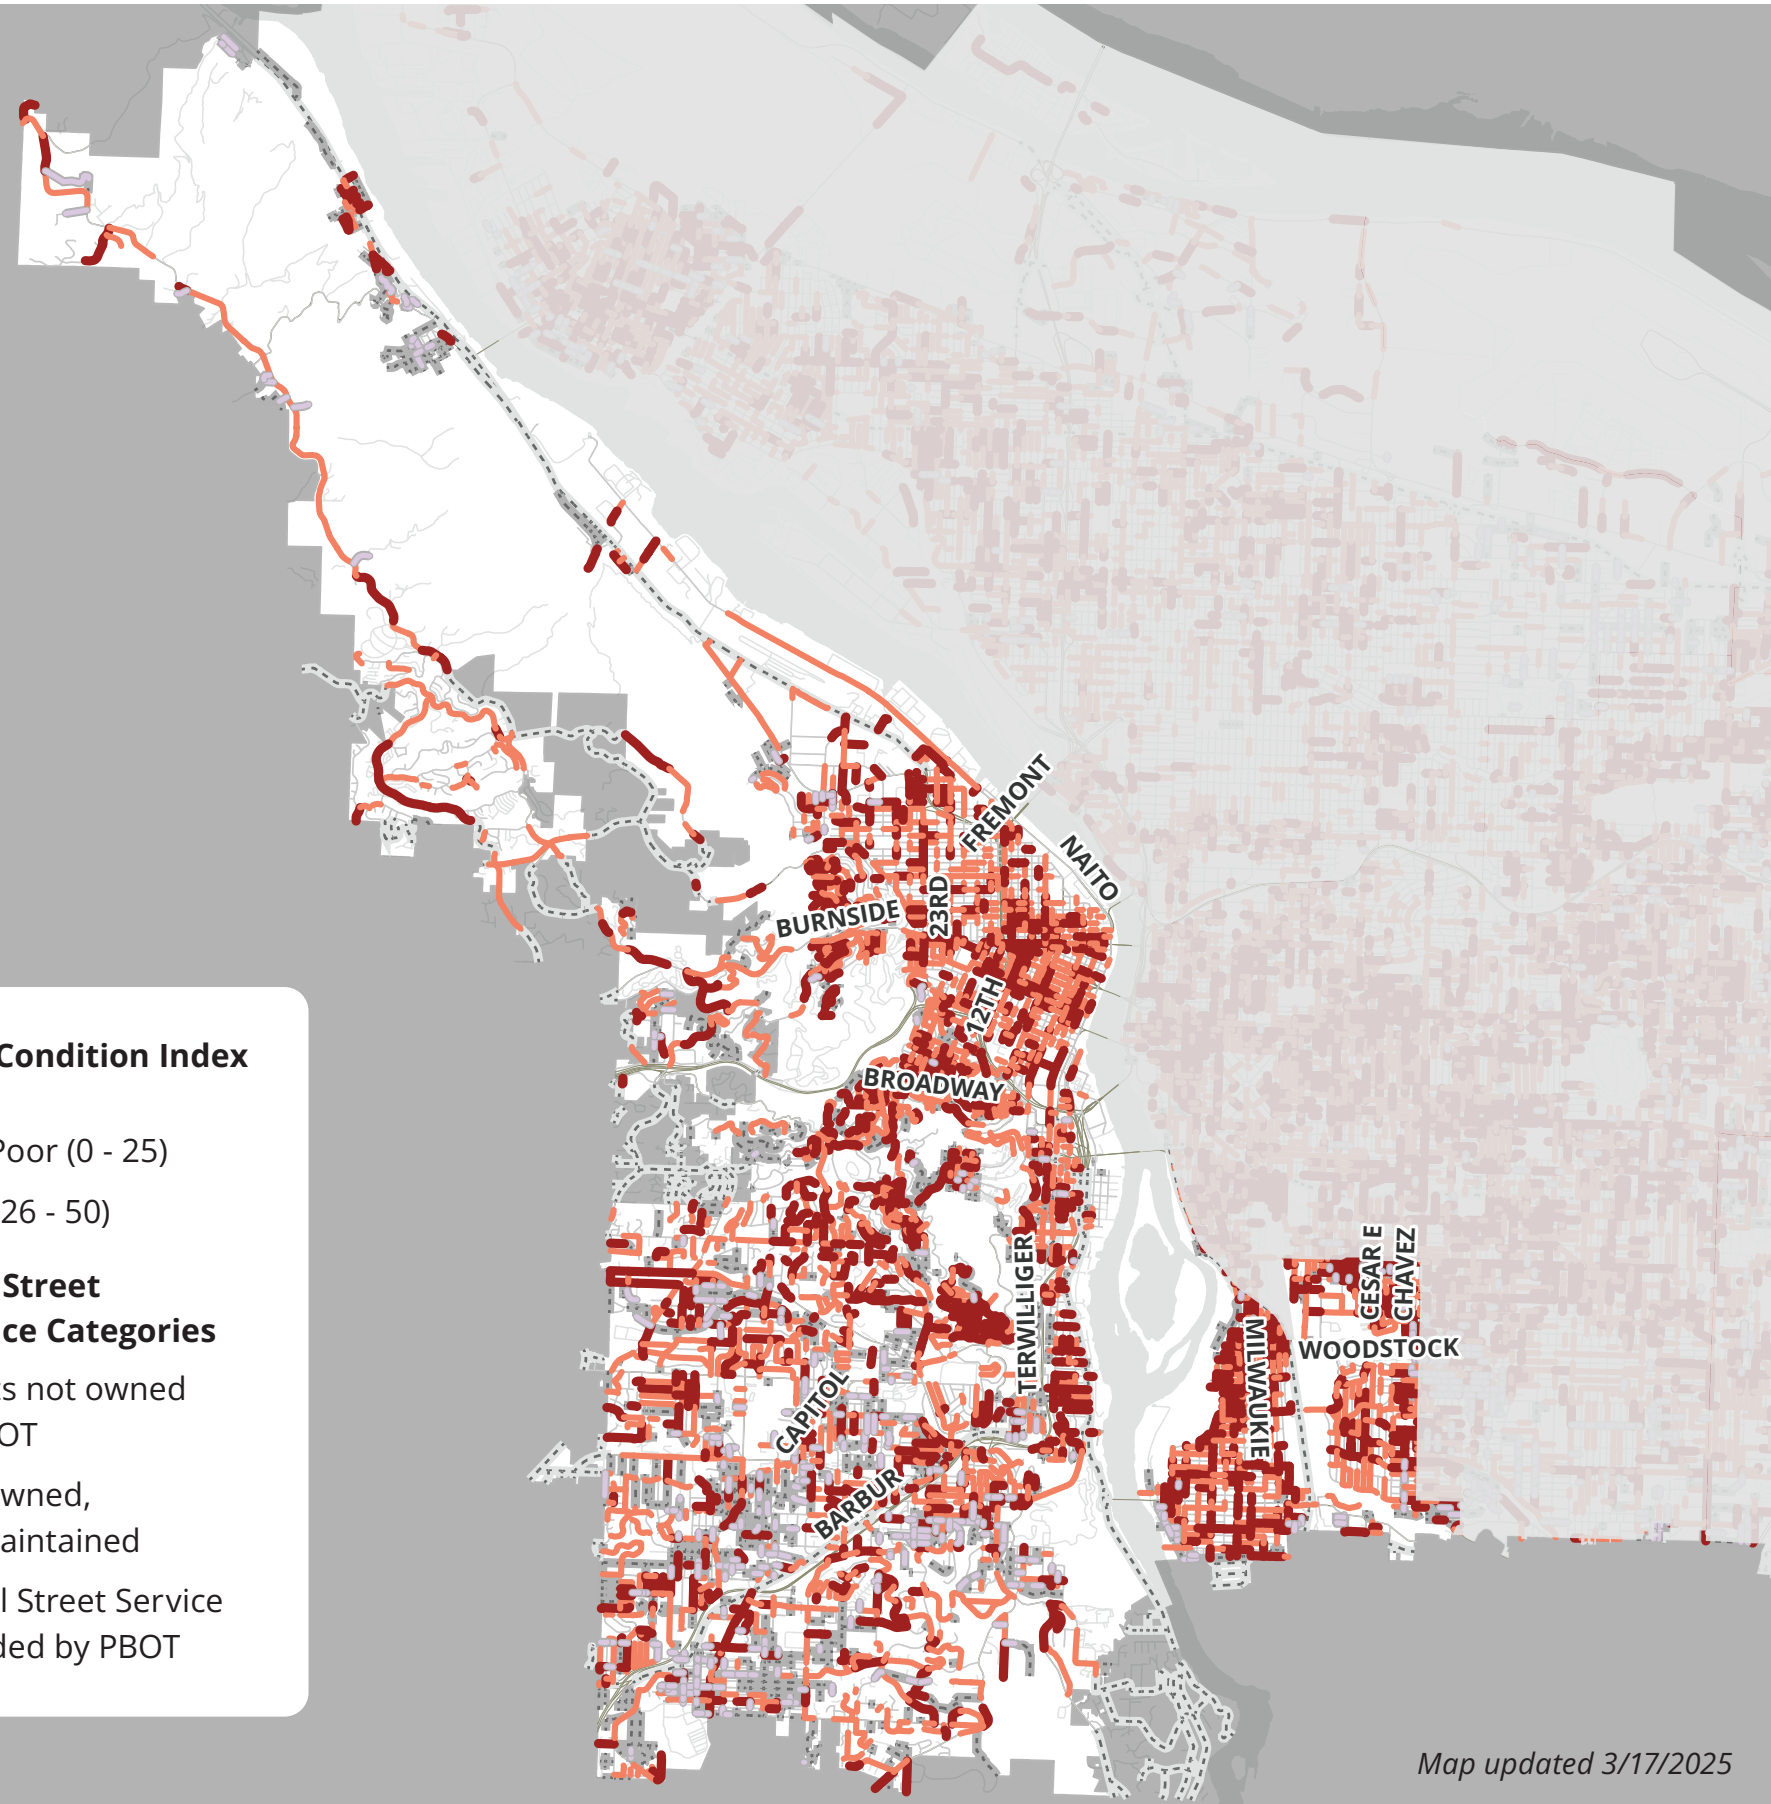 FREMONT
NAITO
23RD
BURNSIDE
12TH
BROADWAY
Condition Index
Poor (0 - 25)
26 - 50)
Street
ce Categories
ts not owned
OT
wned,
aintained
l Street Service
ded by PBOT
TERWILLIGER
CESAR E
CHAVEZ
WOODSTOCK
MILWAUKIE
CAPITOL
BARBUR
Map updated 3/17/2025